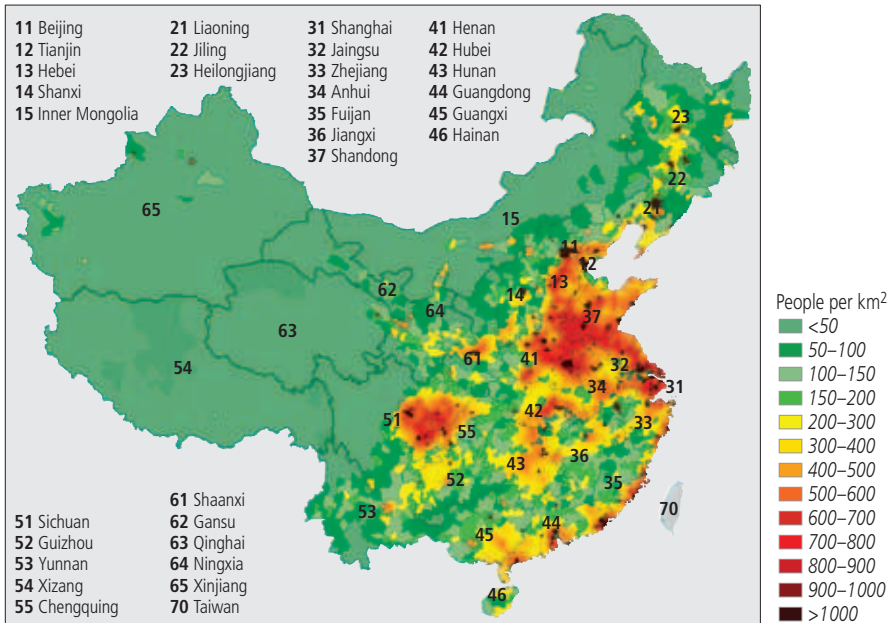 11 Beijing
12 Tianjin
13 Hebei
14 Shanxi
15 Inner Mongolia
21 Liaoning
22 Jiling
23 Heilongjiang
31 Shanghai
32 Jaingsu
33 Zhejiang
34 Anhui
35 Fuijan
36 Jiangxi
37 Shandong
41 Henan
42 Hubei
43 Hunan
44 Guangdong
45 Guangxi
46 Hainan
23
22
21
65
15
11
12
13
62
14
64
37
63
61
41
32
54
34
31
51
42
33
55
43
36
52
35
53
70
45
44
46
51 Sichuan
52 Guizhou
53 Yunnan
54 Xizang
55 Chengquing
61 Shaanxi
62 Gansu
63 Qinghai
64 Ningxia
65 Xinjiang
70 Taiwan
People per km2
<50
50–100
100–150
150–200
200–300
300–400
400–500
500–600
600–700
700–800
800–900
900–1000
>1000